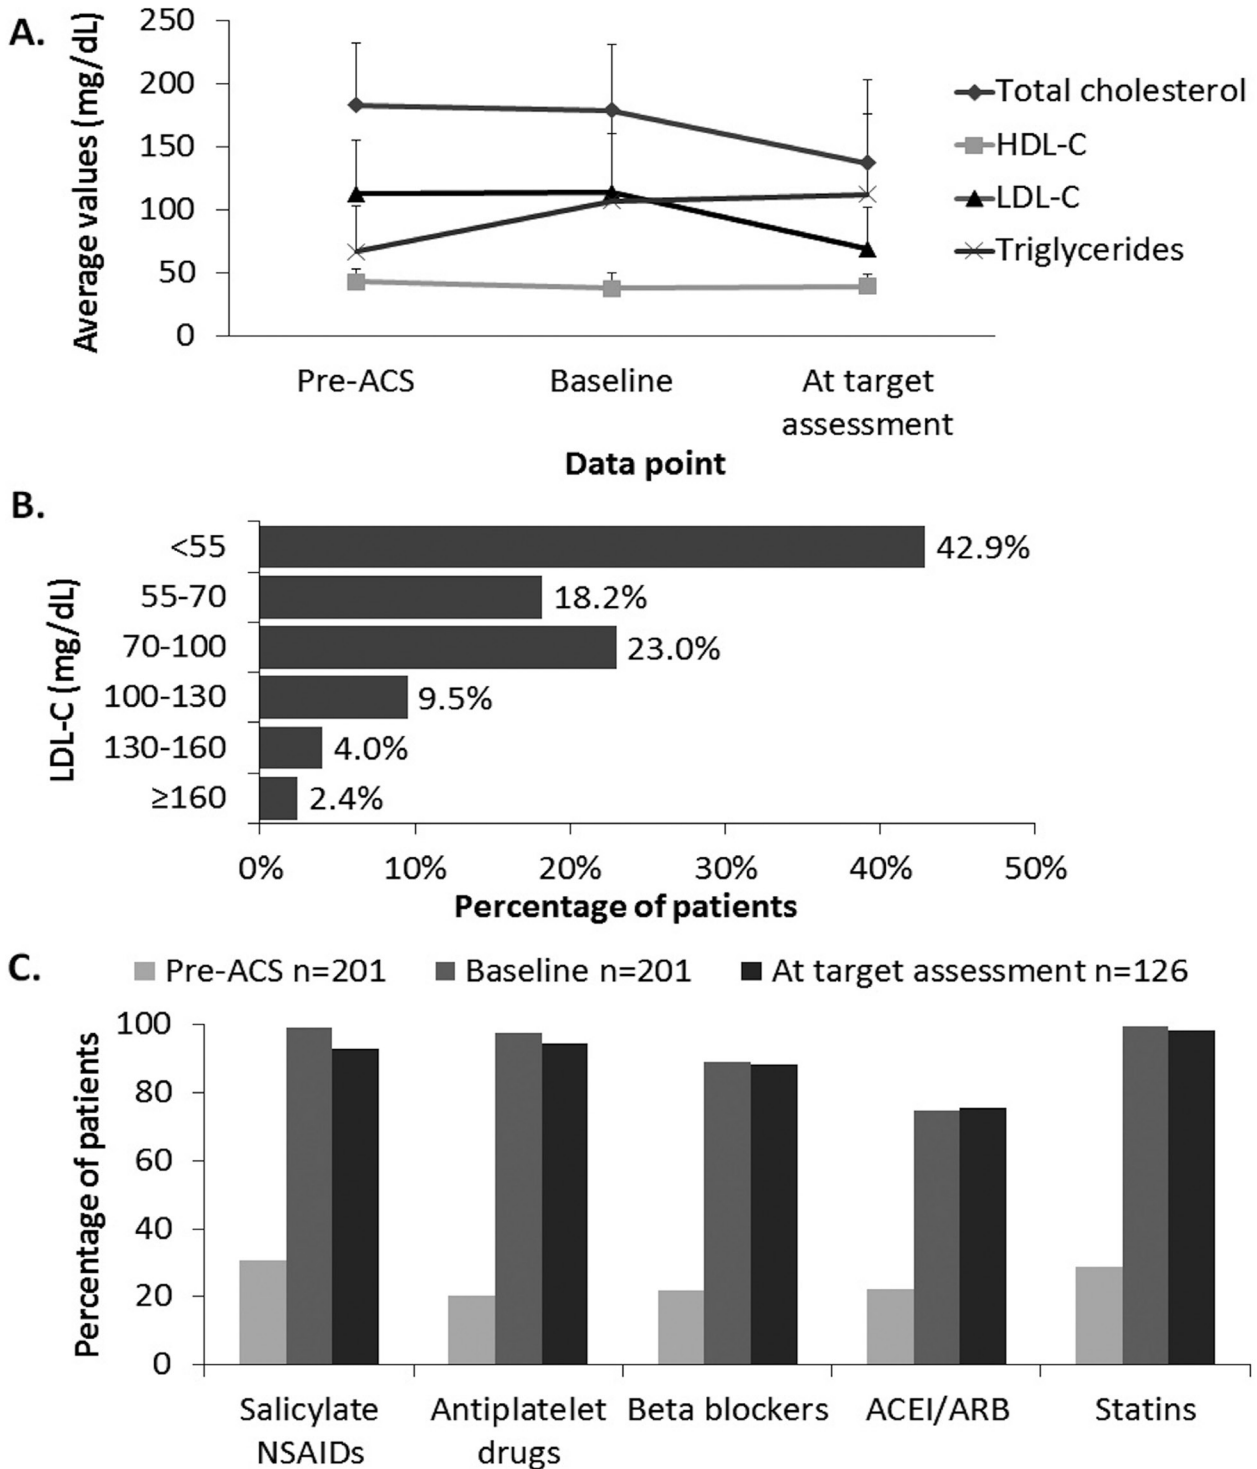 A.
Average values (mg/dL)
250
200
150
100
50
0
Total cholesterol
HDL-C
LDL-C
Triglycerides
Pre-ACS
Baseline
At target
assessment
Data point
B.
LDL-C (mg/dL)
<55
42.9%
55-70
18.2%
70-100
23.0%
100-130
9.5%
130-160
4.0%
≥160
2.4%
0% 10% 20% 30% 40% 50%
Percentage of patients
C.
Pre-ACS n=201 Baseline n=201 At target assessment n=126
Percentage of patients
100
80
60
40
20
0
Salicylate
NSAIDs
Antiplatelet
drugs
Beta blockers
ACEI/ARB
Statins